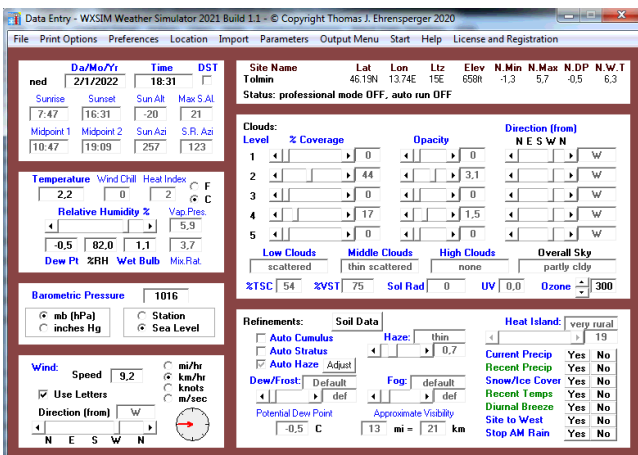 Data Entry - WXSIM Weather Simulator 2021 Build 1.1 - © Copyright Thomas J. Ehrensperger 2020
File Print Options Preferences Location Import Parameters Output Menu Start Help License and Registration
Da/Mo/Yr Time DST
ned 2/1/2022 18:31
Sunrise Sunset Sun Alt Max S.Al.
7:47 16:31 -20 21
Midpoint 1 Midpoint 2 Sun Azi S.R. Azi
10:47 19:09 257 123
Site Name Lat Lon Ltz Elev N.Min N.Max N.DP N.W.T
Tolmin 46.19N 13.74E 15E 658ft -1,3 5,7 -0,5 6,3
Status: professional mode OFF, auto run OFF
Temperature Wind Chill Heat Index F
2,2 0 2 C
Relative Humidity % Vap.Pres.
5,9
-0,5 82,0 1,1 3,7
Dew Pt %RH Wet Bulb Mix.Rat.
Clouds: Direction (from)
Level % Coverage Opacity N E S W N
1 0 0 W
2 44 3,1 W
3 0 0 W
4 17 1,5 W
5 0 0 W
Low Clouds Middle Clouds High Clouds Overall Sky
scattered thin scattered none partly cldy
%TSC 54 %VST 75 Sol Rad 0 UV 0,0 Ozone 300
Barometric Pressure 1016
mb (hPa) Station
inches Hg Sea Level
Wind: mi/hr
Speed 9,2 km/hr
knots
Use Letters m/sec
Direction (from) W
N E S W N
Refinements: Soil Data Heat Island: very rural
Auto Cumulus Haze: thin 19
Auto Stratus 0,7
Auto Haze Adjust
Dew/Frost: Default Fog: default
def def
Potential Dew Point Approximate Visibility
-0,5 C 13 mi = 21 km
Current Precip Yes No
Recent Precip Yes No
Snow/Ice Cover Yes No
Recent Temps Yes No
Diurnal Breeze Yes No
Site to West Yes No
Stop AM Rain Yes No